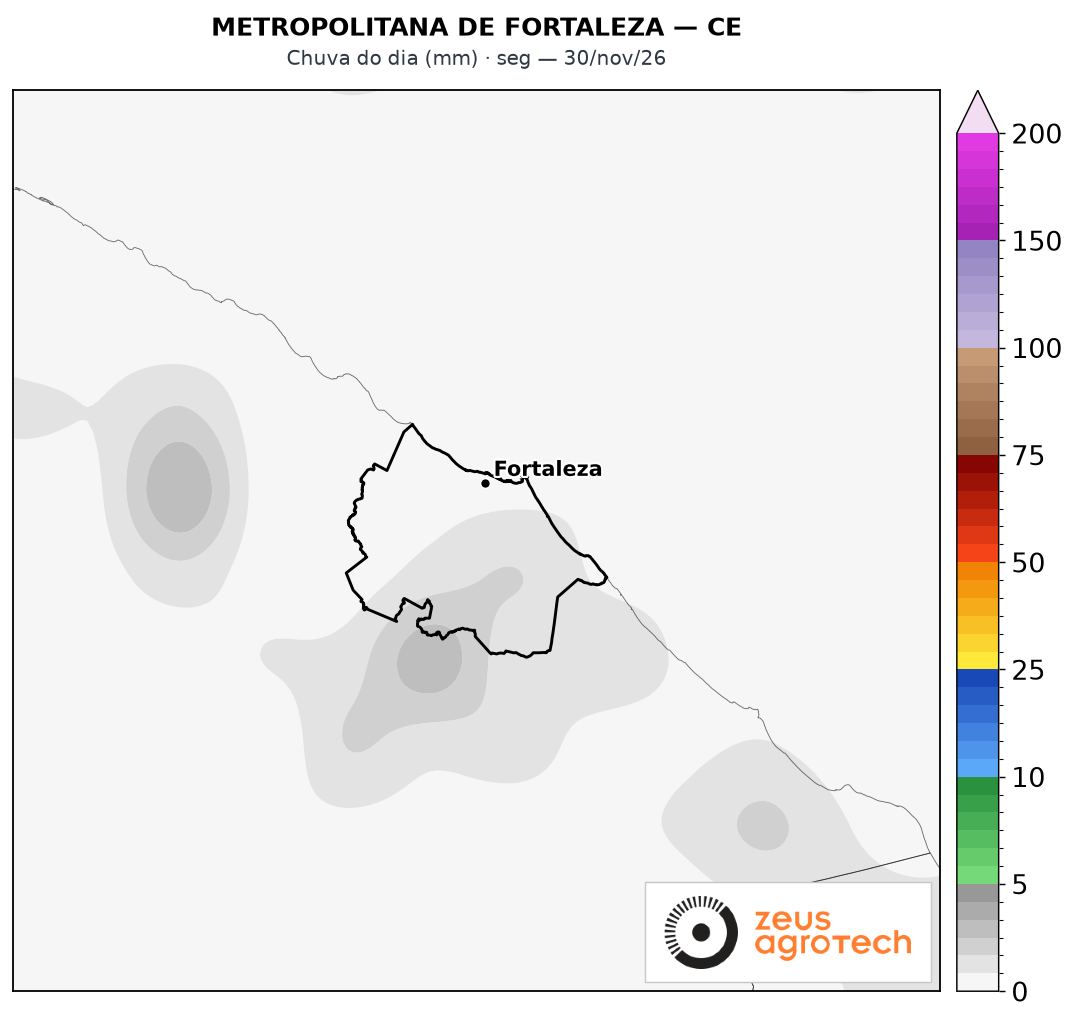 METROPOLITANA DE FORTALEZA — CE
Chuva do dia (mm) · seg — 30/nov/26
Fortaleza
200
150
100
75
50
25
10
5
0
zeus
agrotech